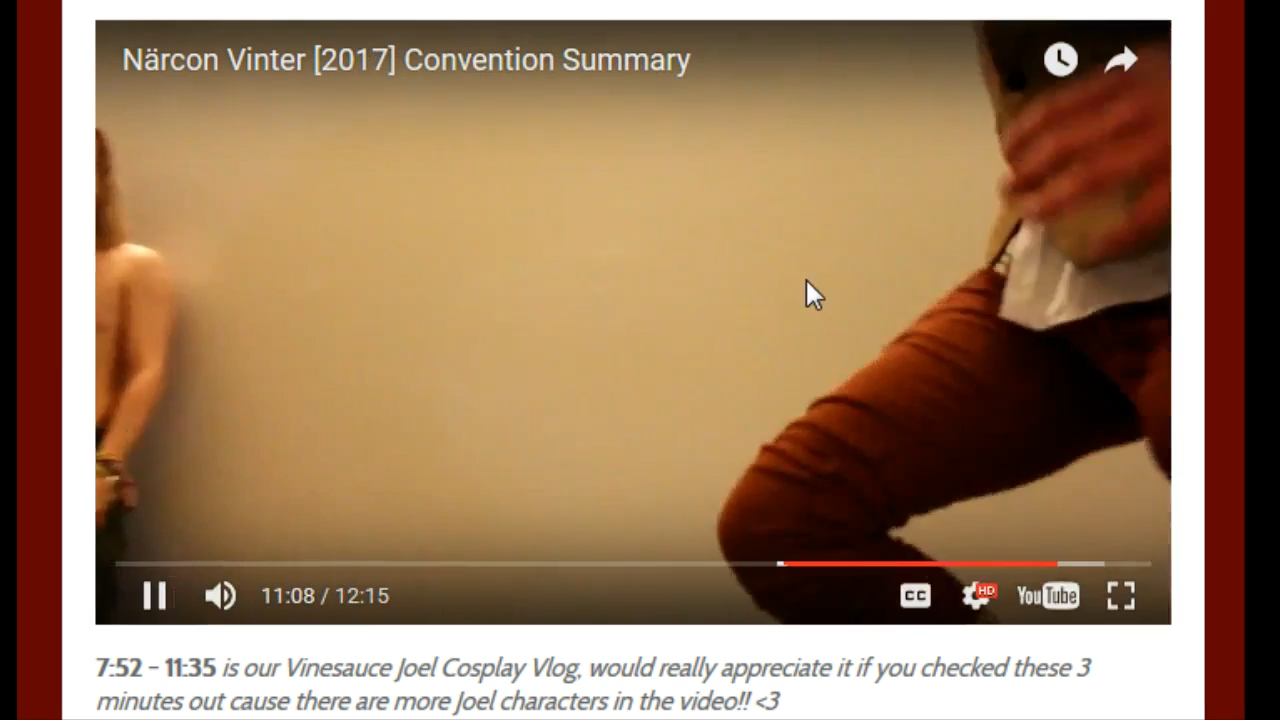 Närcon Vinter [2017] Convention Summary
11:08 / 12:15
CC
HD
YouTube
7:52 - 11:35 is our Vinesauce Joel Cosplay Vlog, would really appreciate it if you checked these 3
minutes out cause there are more Joel characters in the video!! <3